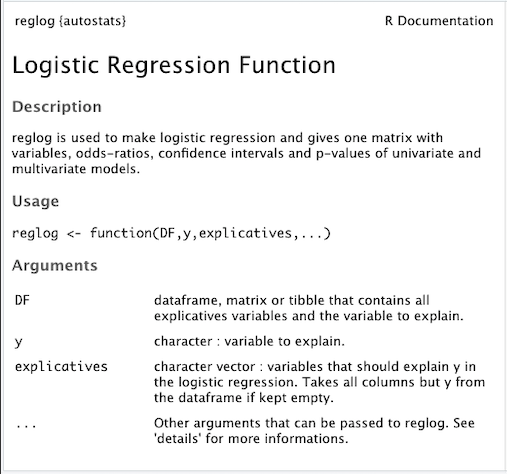 reglog {autostats} R Documentation
Logistic Regression Function
Description
reglog is used to make logistic regression and gives one matrix with
variables, odds-ratios, confidence intervals and p-values of univariate and
multivariate models.
Usage
reglog <- function(DF,y,explicatives,...)
Arguments
DF dataframe, matrix or tibble that contains all
explicatives variables and the variable to explain.
y character : variable to explain.
explicatives character vector : variables that should explain y in
the logistic regression. Takes all columns but y from
the dataframe if kept empty.
... Other arguments that can be passed to reglog. See
'details' for more informations.